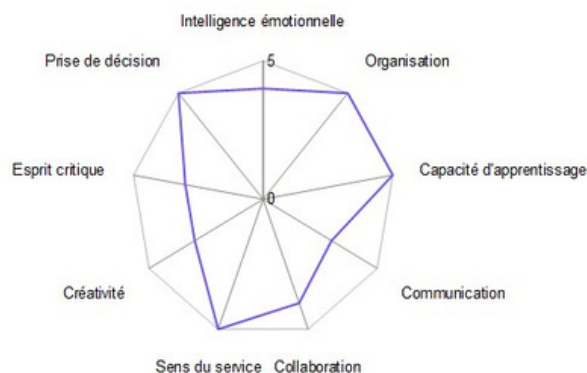 Intelligence émotionnelle
Prise de décision
5
Organisation
Esprit critique
Capacité d'apprentissage
0
Créativité
Communication
Sens du service
Collaboration